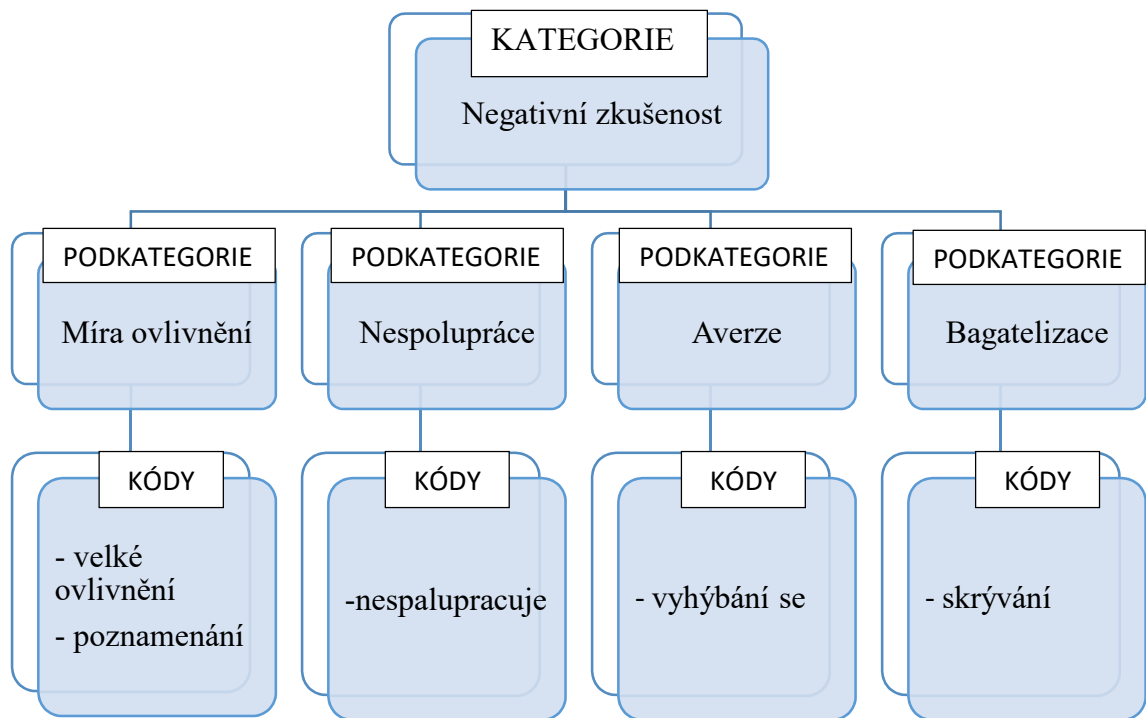 KATEGORIE
Negativní zkušenost
PODKATEGORIE
Míra ovlivnění
PODKATEGORIE
Nespolupráce
PODKATEGORIE
Averze
PODKATEGORIE
Bagatelizace
KÓDY
- velké
ovlivnění
- poznamenání
KÓDY
-nespalupracuje
KÓDY
- vyhýbání se
KÓDY
- skrývání